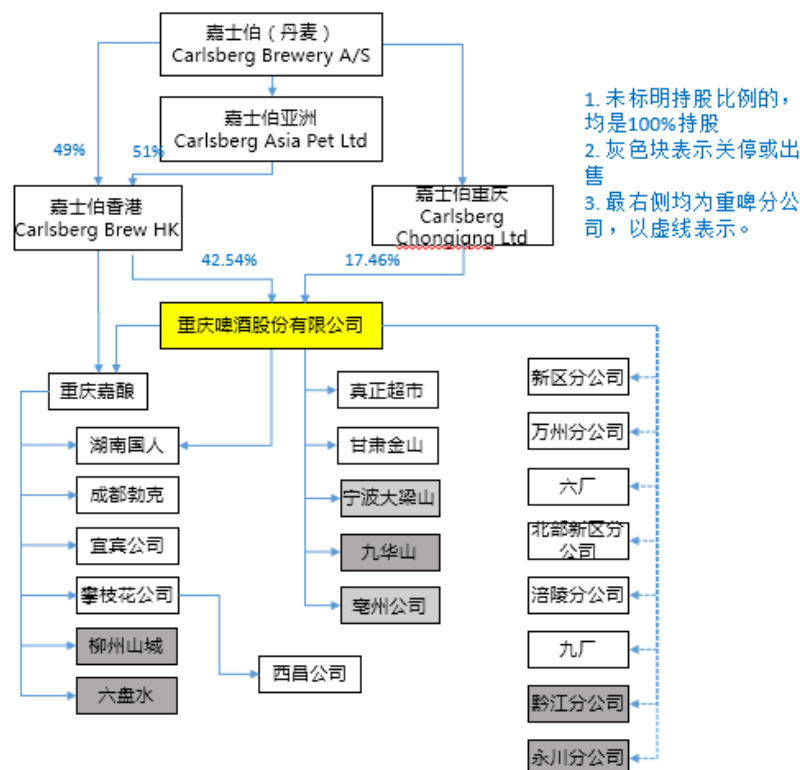 嘉士伯（丹麦）
Carlsberg Brewery A/S
嘉士伯亚洲
Carlsberg Asia Pet Ltd
49%
51%
嘉士伯香港
Carlsberg Brew HK
嘉士伯重庆
Carlsberg
Chongqang Ltd
1. 未标明持股比例的，
均是100%持股
2. 灰色块表示关停或出
售
3. 最右侧均为重啤分公
司，以虚线表示。
42.54%
17.46%
重庆啤酒股份有限公司
重庆嘉酿
湖南国人
成都勃克
宜宾公司
攀枝花公司
柳州山城
六盘水
西昌公司
真正超市
甘肃金山
宁波大梁山
九华山
亳州公司
新区分公司
万州分公司
六厂
北部新区分
公司
涪陵分公司
九厂
黔江分公司
永川分公司